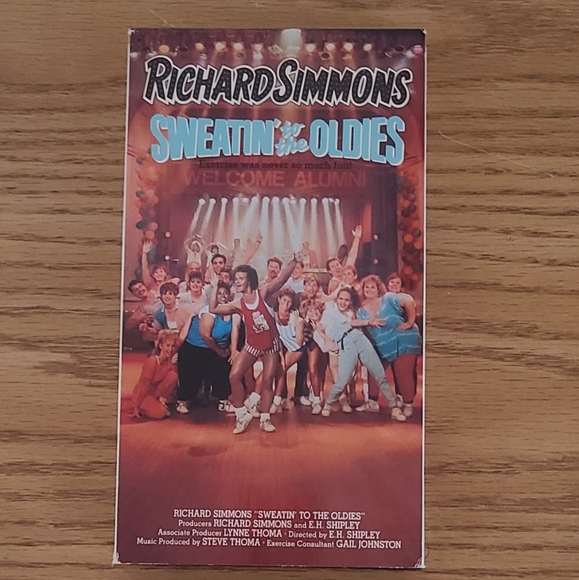 RICHARD SIMMONS
SWEATIN' to the OLDIES
Exercise was never so much fun!
WELCOME ALUMNI
RICHARD SIMMONS "SWEATIN' TO THE OLDIES"
Producers RICHARD SIMMONS and E.H. SHIPLEY
Associate Producer LYNNE THOMA · Directed by E.H. SHIPLEY
Music Produced by STEVE THOMA · Exercise Consultant GAIL JOHNSTON